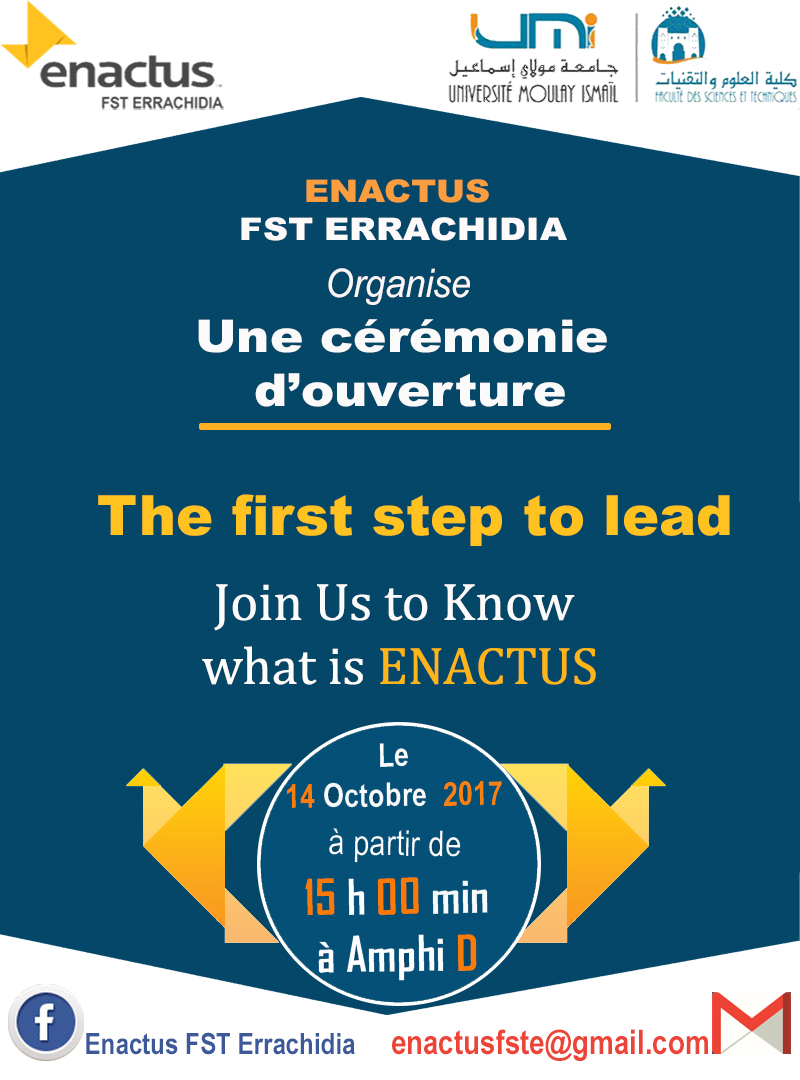 enactus
FST ERRACHIDIA
umi
جامعة مولاي إسماعيل
UNIVERSITÉ MOULAY ISMAÏL
كلية العلوم والتقنيات
FACULTÉ DES SCIENCES ET TECHNIQUES
ENACTUS
FST ERRACHIDIA
Organise
Une cérémonie
d’ouverture
The first step to lead
Join Us to Know
what is ENACTUS
Le
14 Octobre 2017
à partir de
15 h 00 min
à Amphi D
f
Enactus FST Errachidia
enactusfste@gmail.com